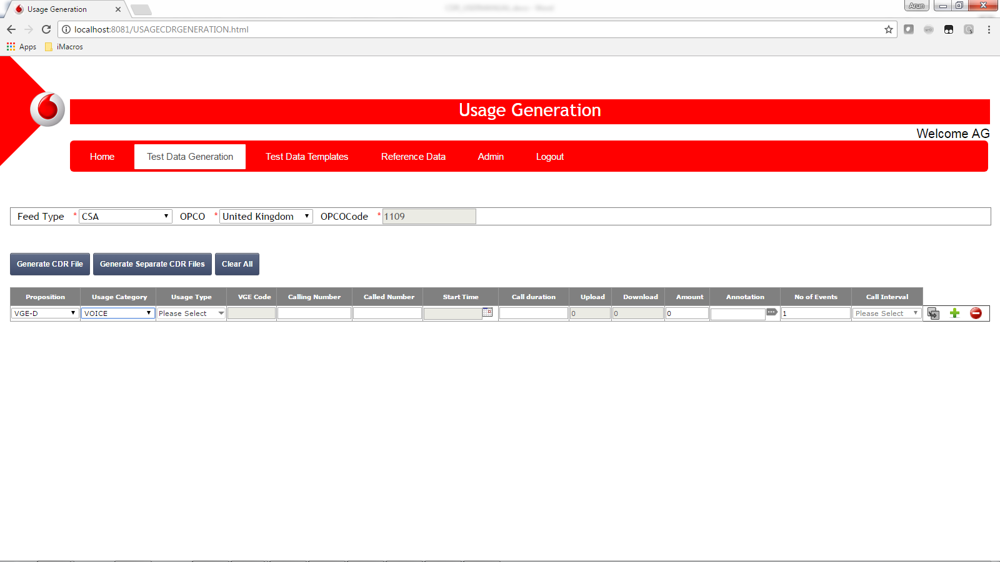 Usage Generation
Arun
localhost:8081/USAGECDRGENERATION.html
Apps iMacros
Usage Generation
Welcome AG
Home Test Data Generation Test Data Templates Reference Data Admin Logout
Feed Type * CSA OPCO * United Kingdom OPCOCode * 1109
Generate CDR File Generate Separate CDR Files Clear All
Proposition Usage Category Usage Type VGE Code Calling Number Called Number Start Time Call duration Upload Download Amount Annotation No of Events Call Interval
VGE-D VOICE Please Select 0 0 0 1 Please Select